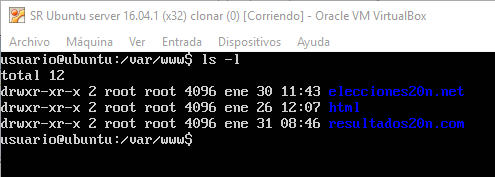 SR Ubuntu server 16.04.1 (x32) clonar (0) [Corriendo] - Oracle VM VirtualBox
Archivo Máquina Ver Entrada Dispositivos Ayuda
usuario@ubuntu:/var/www$ ls -l
total 12
drwxr-xr-x 2 root root 4096 ene 30 11:43 elecciones20n.net
drwxr-xr-x 2 root root 4096 ene 26 12:07 html
drwxr-xr-x 2 root root 4096 ene 31 08:46 resultados20n.com
usuario@ubuntu:/var/www$